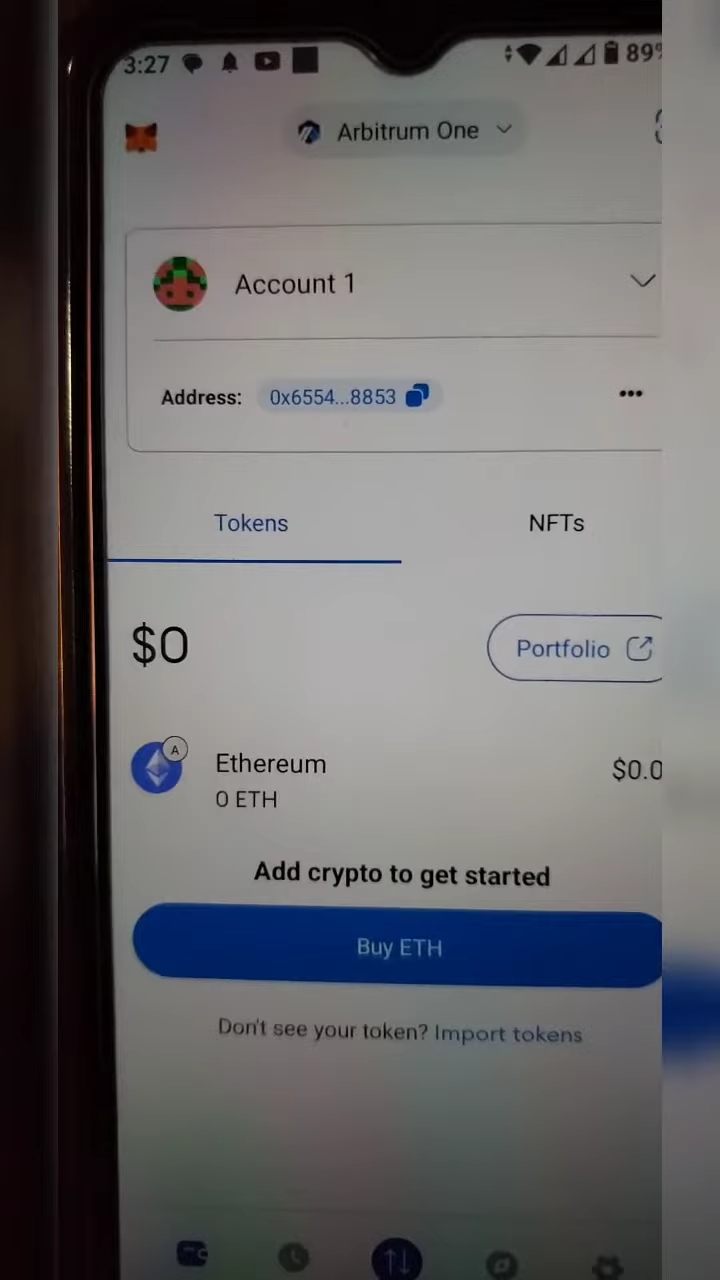 3:27
89%
Arbitrum One
Account 1
Address: 0x6554...8853
Tokens
NFTs
$0
Portfolio
A
Ethereum
$0.0
0 ETH
Add crypto to get started
Buy ETH
Don't see your token? Import tokens